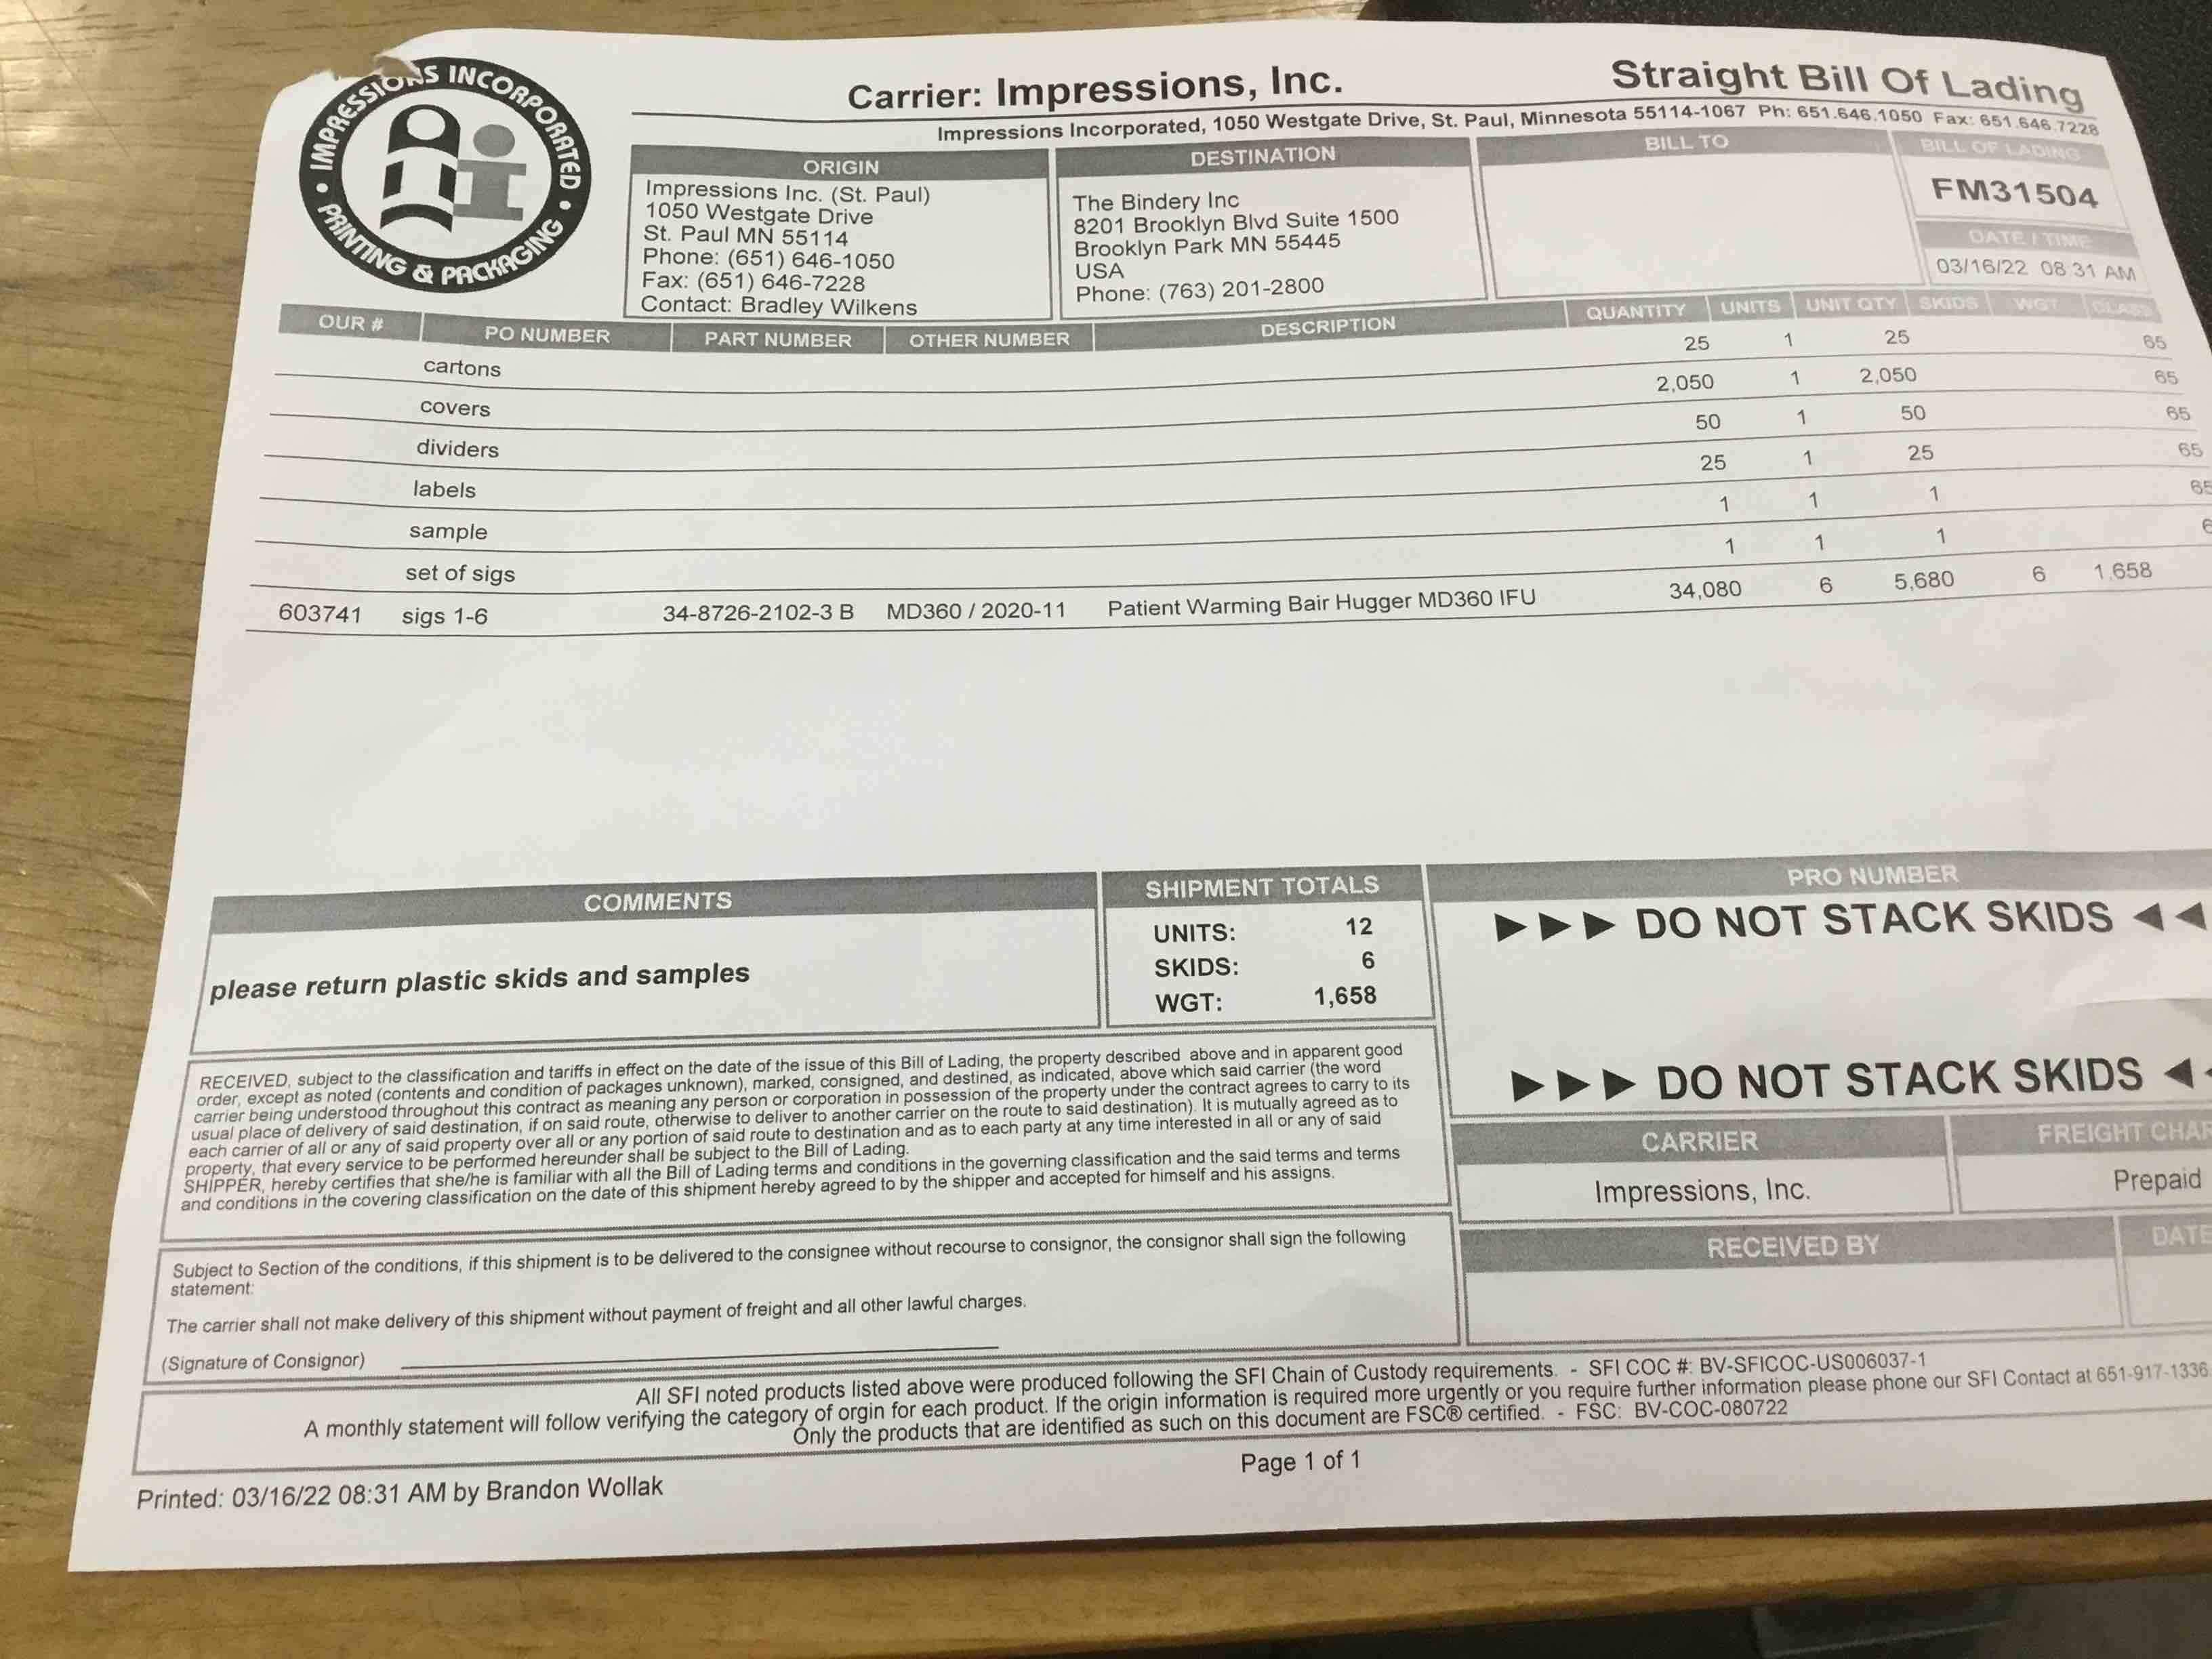 IMPRESSIONS INCORPORATED
• PRINTING & PACKAGING •
Carrier: Impressions, Inc.
Straight Bill Of Lading
Impressions Incorporated, 1050 Westgate Drive, St. Paul, Minnesota 55114-1067 Ph: 651.646.1050 Fax: 651.646.7228
ORIGIN
Impressions Inc. (St. Paul)
1050 Westgate Drive
St. Paul MN 55114
Phone: (651) 646-1050
Fax: (651) 646-7228
Contact: Bradley Wilkens
DESTINATION
The Bindery Inc
8201 Brooklyn Blvd Suite 1500
Brooklyn Park MN 55445
USA
Phone: (763) 201-2800
BILL TO
BILL OF LADING
FM31504
DATE / TIME
03/16/22 08:31 AM
OUR # PO NUMBER PART NUMBER OTHER NUMBER DESCRIPTION QUANTITY UNITS UNIT QTY SKIDS WGT CLASS
cartons 25 1 25 65
covers 2,050 1 2,050 65
dividers 50 1 50 65
labels 25 1 25 65
sample 1 1 1 65
set of sigs 1 1 1
603741 sigs 1-6 34-8726-2102-3 B MD360 / 2020-11 Patient Warming Bair Hugger MD360 IFU 34,080 6 5,680 6 1,658
COMMENTS
please return plastic skids and samples
SHIPMENT TOTALS
UNITS: 12
SKIDS: 6
WGT: 1,658
PRO NUMBER
►►► DO NOT STACK SKIDS ◄◄
►►► DO NOT STACK SKIDS ◄
RECEIVED, subject to the classification and tariffs in effect on the date of the issue of this Bill of Lading, the property described above and in apparent good
order, except as noted (contents and condition of packages unknown), marked, consigned, and destined, as indicated, above which said carrier (the word
carrier being understood throughout this contract as meaning any person or corporation in possession of the property under the contract agrees to carry to its
usual place of delivery of said destination, if on said route, otherwise to deliver to another carrier on the route to said destination). It is mutually agreed as to
each carrier of all or any of said property over all or any portion of said route to destination and as to each party at any time interested in all or any of said
property, that every service to be performed hereunder shall be subject to the Bill of Lading.
SHIPPER, hereby certifies that she/he is familiar with all the Bill of Lading terms and conditions in the governing classification and the said terms and terms
and conditions in the covering classification on the date of this shipment hereby agreed to by the shipper and accepted for himself and his assigns.
CARRIER
Impressions, Inc.
FREIGHT CHAR
Prepaid
RECEIVED BY
DATE
Subject to Section of the conditions, if this shipment is to be delivered to the consignee without recourse to consignor, the consignor shall sign the following
statement:
The carrier shall not make delivery of this shipment without payment of freight and all other lawful charges.
(Signature of Consignor)
All SFI noted products listed above were produced following the SFI Chain of Custody requirements. - SFI COC #: BV-SFICOC-US006037-1
A monthly statement will follow verifying the category of orgin for each product. If the origin information is required more urgently or you require further information please phone our SFI Contact at 651-917-1336
Only the products that are identified as such on this document are FSC® certified. - FSC: BV-COC-080722
Page 1 of 1
Printed: 03/16/22 08:31 AM by Brandon Wollak